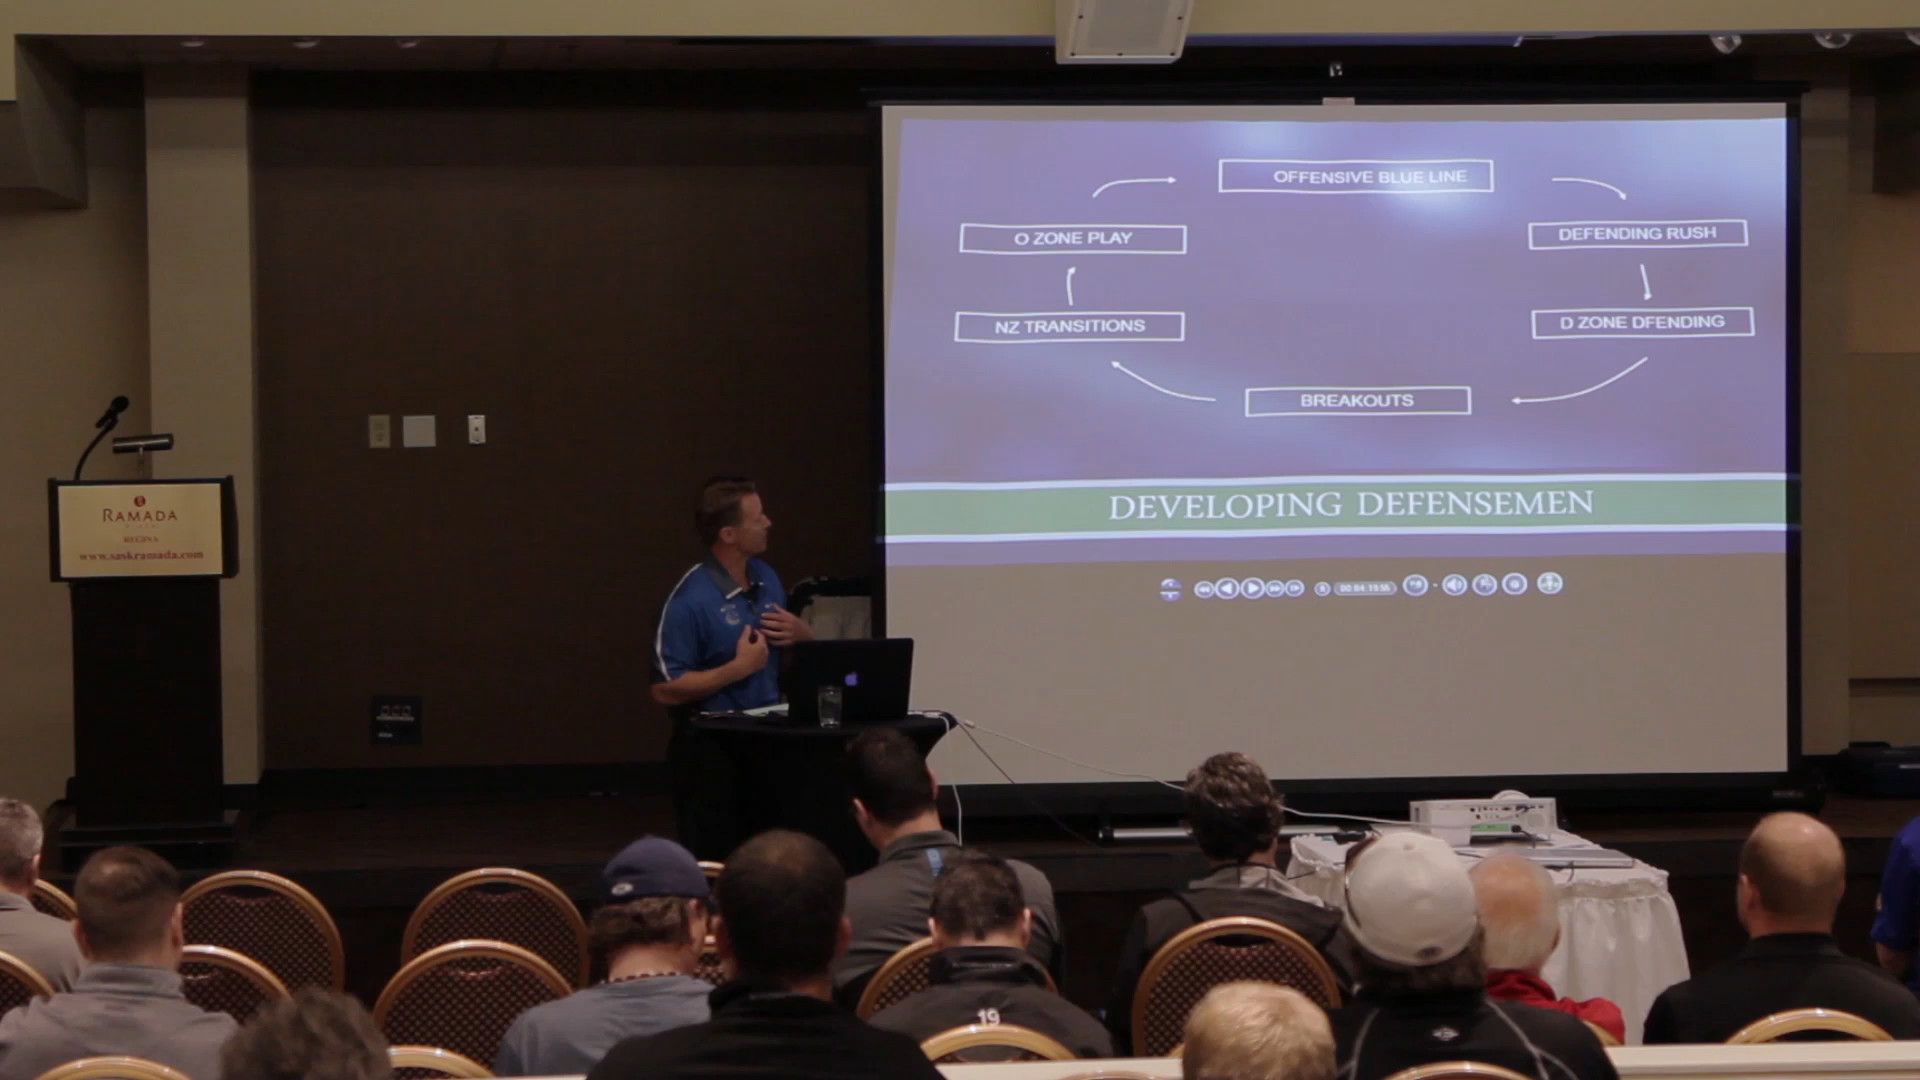 OFFENSIVE BLUE LINE
O ZONE PLAY
DEFENDING RUSH
NZ TRANSITIONS
D ZONE DFENDING
BREAKOUTS
DEVELOPING DEFENSEMEN
RAMADA
REGINA
www.saskramada.com
19